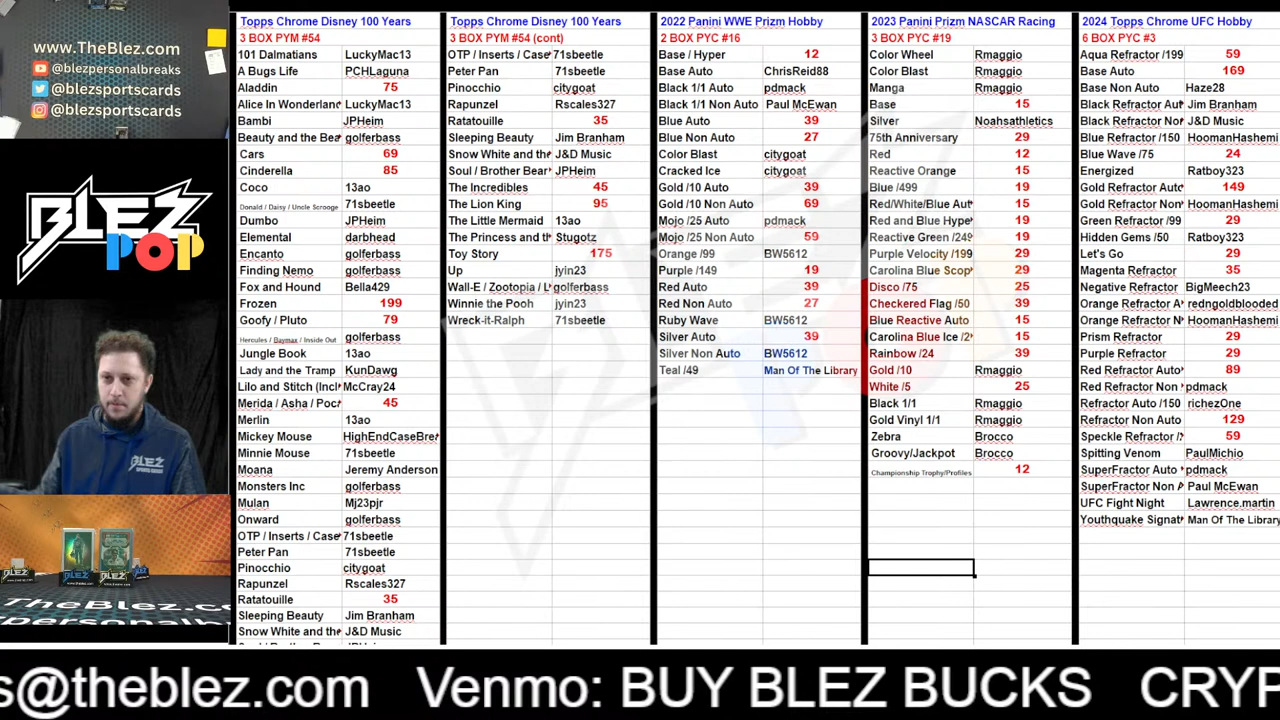 www.TheBlez.com
@blezpersonalbreaks
@blezsportscards
BLEZ
POP
BLEZ
TheBlez.c
Topps Chrome Disney 100 Years
3 BOX PYM #54
101 Dalmatians LuckyMac13
A Bugs Life PCHLaguna
Aladdin 75
Alice In Wonderland LuckyMac13
Bambi JPHeim
Beauty and the Bea golferbass
Cars 69
Cinderella 85
Coco 13ao
Donald / Daisy / Uncle Scrooge 71sbeetle
Dumbo JPHeim
Elemental darbhead
Encanto golferbass
Finding Nemo golferbass
Fox and Hound Bella429
Frozen 199
Goofy / Pluto 79
Hercules / Baymax / Inside Out golferbass
Jungle Book 13ao
Lady and the Tramp KunDawg
Lilo and Stitch (Incl McCray24
Merida / Asha / Poc 45
Merlin 13ao
Mickey Mouse HighEndCaseBre
Minnie Mouse 71sbeetle
Moana Jeremy Anderson
Monsters Inc golferbass
Mulan Mj23pjr
Onward golferbass
OTP / Inserts / Case 71sbeetle
Peter Pan 71sbeetle
Pinocchio citygoat
Rapunzel Rscales327
Ratatouille 35
Sleeping Beauty Jim Branham
Snow White and the J&D Music
Topps Chrome Disney 100 Years
3 BOX PYM #54 (cont)
OTP / Inserts / Case 71sbeetle
Peter Pan 71sbeetle
Pinocchio citygoat
Rapunzel Rscales327
Ratatouille 35
Sleeping Beauty Jim Branham
Snow White and th J&D Music
Soul / Brother Bear JPHeim
The Incredibles 45
The Lion King 95
The Little Mermaid 13ao
The Princess and th Stugotz
Toy Story 175
Up jyin23
Wall-E / Zootopia / L golferbass
Winnie the Pooh jyin23
Wreck-it-Ralph 71sbeetle
2022 Panini WWE Prizm Hobby
2 BOX PYC #16
Base / Hyper 12
Base Auto ChrisReid88
Black 1/1 Auto pdmack
Black 1/1 Non Auto Paul McEwan
Blue Auto 39
Blue Non Auto 27
Color Blast citygoat
Cracked Ice citygoat
Gold /10 Auto 39
Gold /10 Non Auto 69
Mojo /25 Auto pdmack
Mojo /25 Non Auto 59
Orange /99 BW5612
Purple /149 19
Red Auto 39
Red Non Auto 27
Ruby Wave BW5612
Silver Auto 39
Silver Non Auto BW5612
Teal /49 Man Of The Library
2023 Panini Prizm NASCAR Racing
3 BOX PYC #19
Color Wheel Rmaggio
Color Blast Rmaggio
Manga Rmaggio
Base 15
Silver Noahsathletics
75th Anniversary 29
Red 12
Reactive Orange 15
Blue /499 19
Red/White/Blue Aut 15
Red and Blue Hype 19
Reactive Green /249 19
Purple Velocity /199 29
Carolina Blue Scop 29
Disco /75 25
Checkered Flag /50 39
Blue Reactive Auto 15
Carolina Blue Ice /2 15
Rainbow /24 39
Gold /10 Rmaggio
White /5 25
Black 1/1 Rmaggio
Gold Vinyl 1/1 Rmaggio
Zebra Brocco
Groovy/Jackpot Brocco
Championship Trophy/Profiles 12
2024 Topps Chrome UFC Hobby
6 BOX PYC #3
Aqua Refractor /199 59
Base Auto 169
Base Non Auto Haze28
Black Refractor Aut Jim Branham
Black Refractor Nor J&D Music
Blue Refractor /150 HoomanHashemi
Blue Wave /75 24
Energized Ratboy323
Gold Refractor Auto 149
Gold Refractor Non HoomanHashemi
Green Refractor /99 29
Hidden Gems /50 Ratboy323
Let's Go 29
Magenta Refractor 35
Negative Refractor BigMeech23
Orange Refractor A redngoldblooded
Orange Refractor N HoomanHashemi
Prism Refractor 29
Purple Refractor 29
Red Refractor Auto 89
Red Refractor Non pdmack
Refractor Auto /150 richezOne
Refractor Non Auto 129
Speckle Refractor / 59
Spitting Venom PaulMichio
SuperFractor Auto pdmack
SuperFractor Non A Paul McEwan
UFC Fight Night Lawrence.martin
Youthquake Signat Man Of The Library
s@theblez.com Venmo: BUY BLEZ BUCKS CRYP